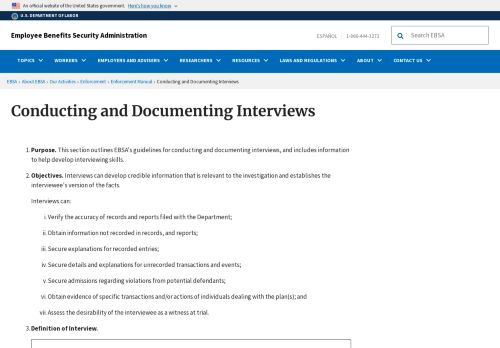 An official website of the United States government. Here's how you know
U.S. DEPARTMENT OF LABOR
Employee Benefits Security Administration
ESPAÑOL | 1-866-444-3272
Search EBSA
TOPICS WORKERS EMPLOYERS AND ADVISERS RESEARCHERS RESOURCES LAWS AND REGULATIONS ABOUT CONTACT US
EBSA › About EBSA › Our Activities › Enforcement › Enforcement Manual › Conducting and Documenting Interviews
Conducting and Documenting Interviews
1. Purpose. This section outlines EBSA's guidelines for conducting and documenting interviews, and includes information
to help develop interviewing skills.
2. Objectives. Interviews can develop credible information that is relevant to the investigation and establishes the
interviewee's version of the facts.
Interviews can:
i. Verify the accuracy of records and reports filed with the Department;
ii. Obtain information not recorded in records, and reports;
iii. Secure explanations for recorded entries;
iv. Secure details and explanations for unrecorded transactions and events;
v. Secure admissions regarding violations from potential defendants;
vi. Obtain evidence of specific transactions and/or actions of individuals dealing with the plan(s); and
vii. Assess the desirability of the interviewee as a witness at trial.
3. Definition of Interview.